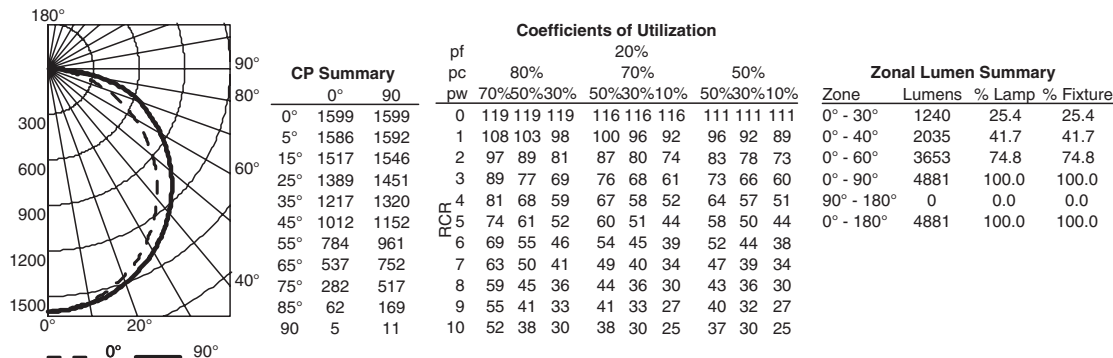 180°
90°
80°
60°
40°
20°
0°
300
600
900
1200
1500
0° 90°
CP Summary
0° 90
0° 1599 1599
5° 1586 1592
15° 1517 1546
25° 1389 1451
35° 1217 1320
45° 1012 1152
55° 784 961
65° 537 752
75° 282 517
85° 62 169
90 5 11
Coefficients of Utilization
pf 20%
pc 80% 70% 50%
pw 70%50%30% 50%30%10% 50%30%10%
RCR
0 119 119 119 116 116 116 111 111 111
1 108 103 98 100 96 92 96 92 89
2 97 89 81 87 80 74 83 78 73
3 89 77 69 76 68 61 73 66 60
4 81 68 59 67 58 52 64 57 51
5 74 61 52 60 51 44 58 50 44
6 69 55 46 54 45 39 52 44 38
7 63 50 41 49 40 34 47 39 34
8 59 45 36 44 36 30 43 36 30
9 55 41 33 41 33 27 40 32 27
10 52 38 30 38 30 25 37 30 25
Zonal Lumen Summary
Zone Lumens % Lamp % Fixture
0° - 30° 1240 25.4 25.4
0° - 40° 2035 41.7 41.7
0° - 60° 3653 74.8 74.8
0° - 90° 4881 100.0 100.0
90° - 180° 0 0.0 0.0
0° - 180° 4881 100.0 100.0